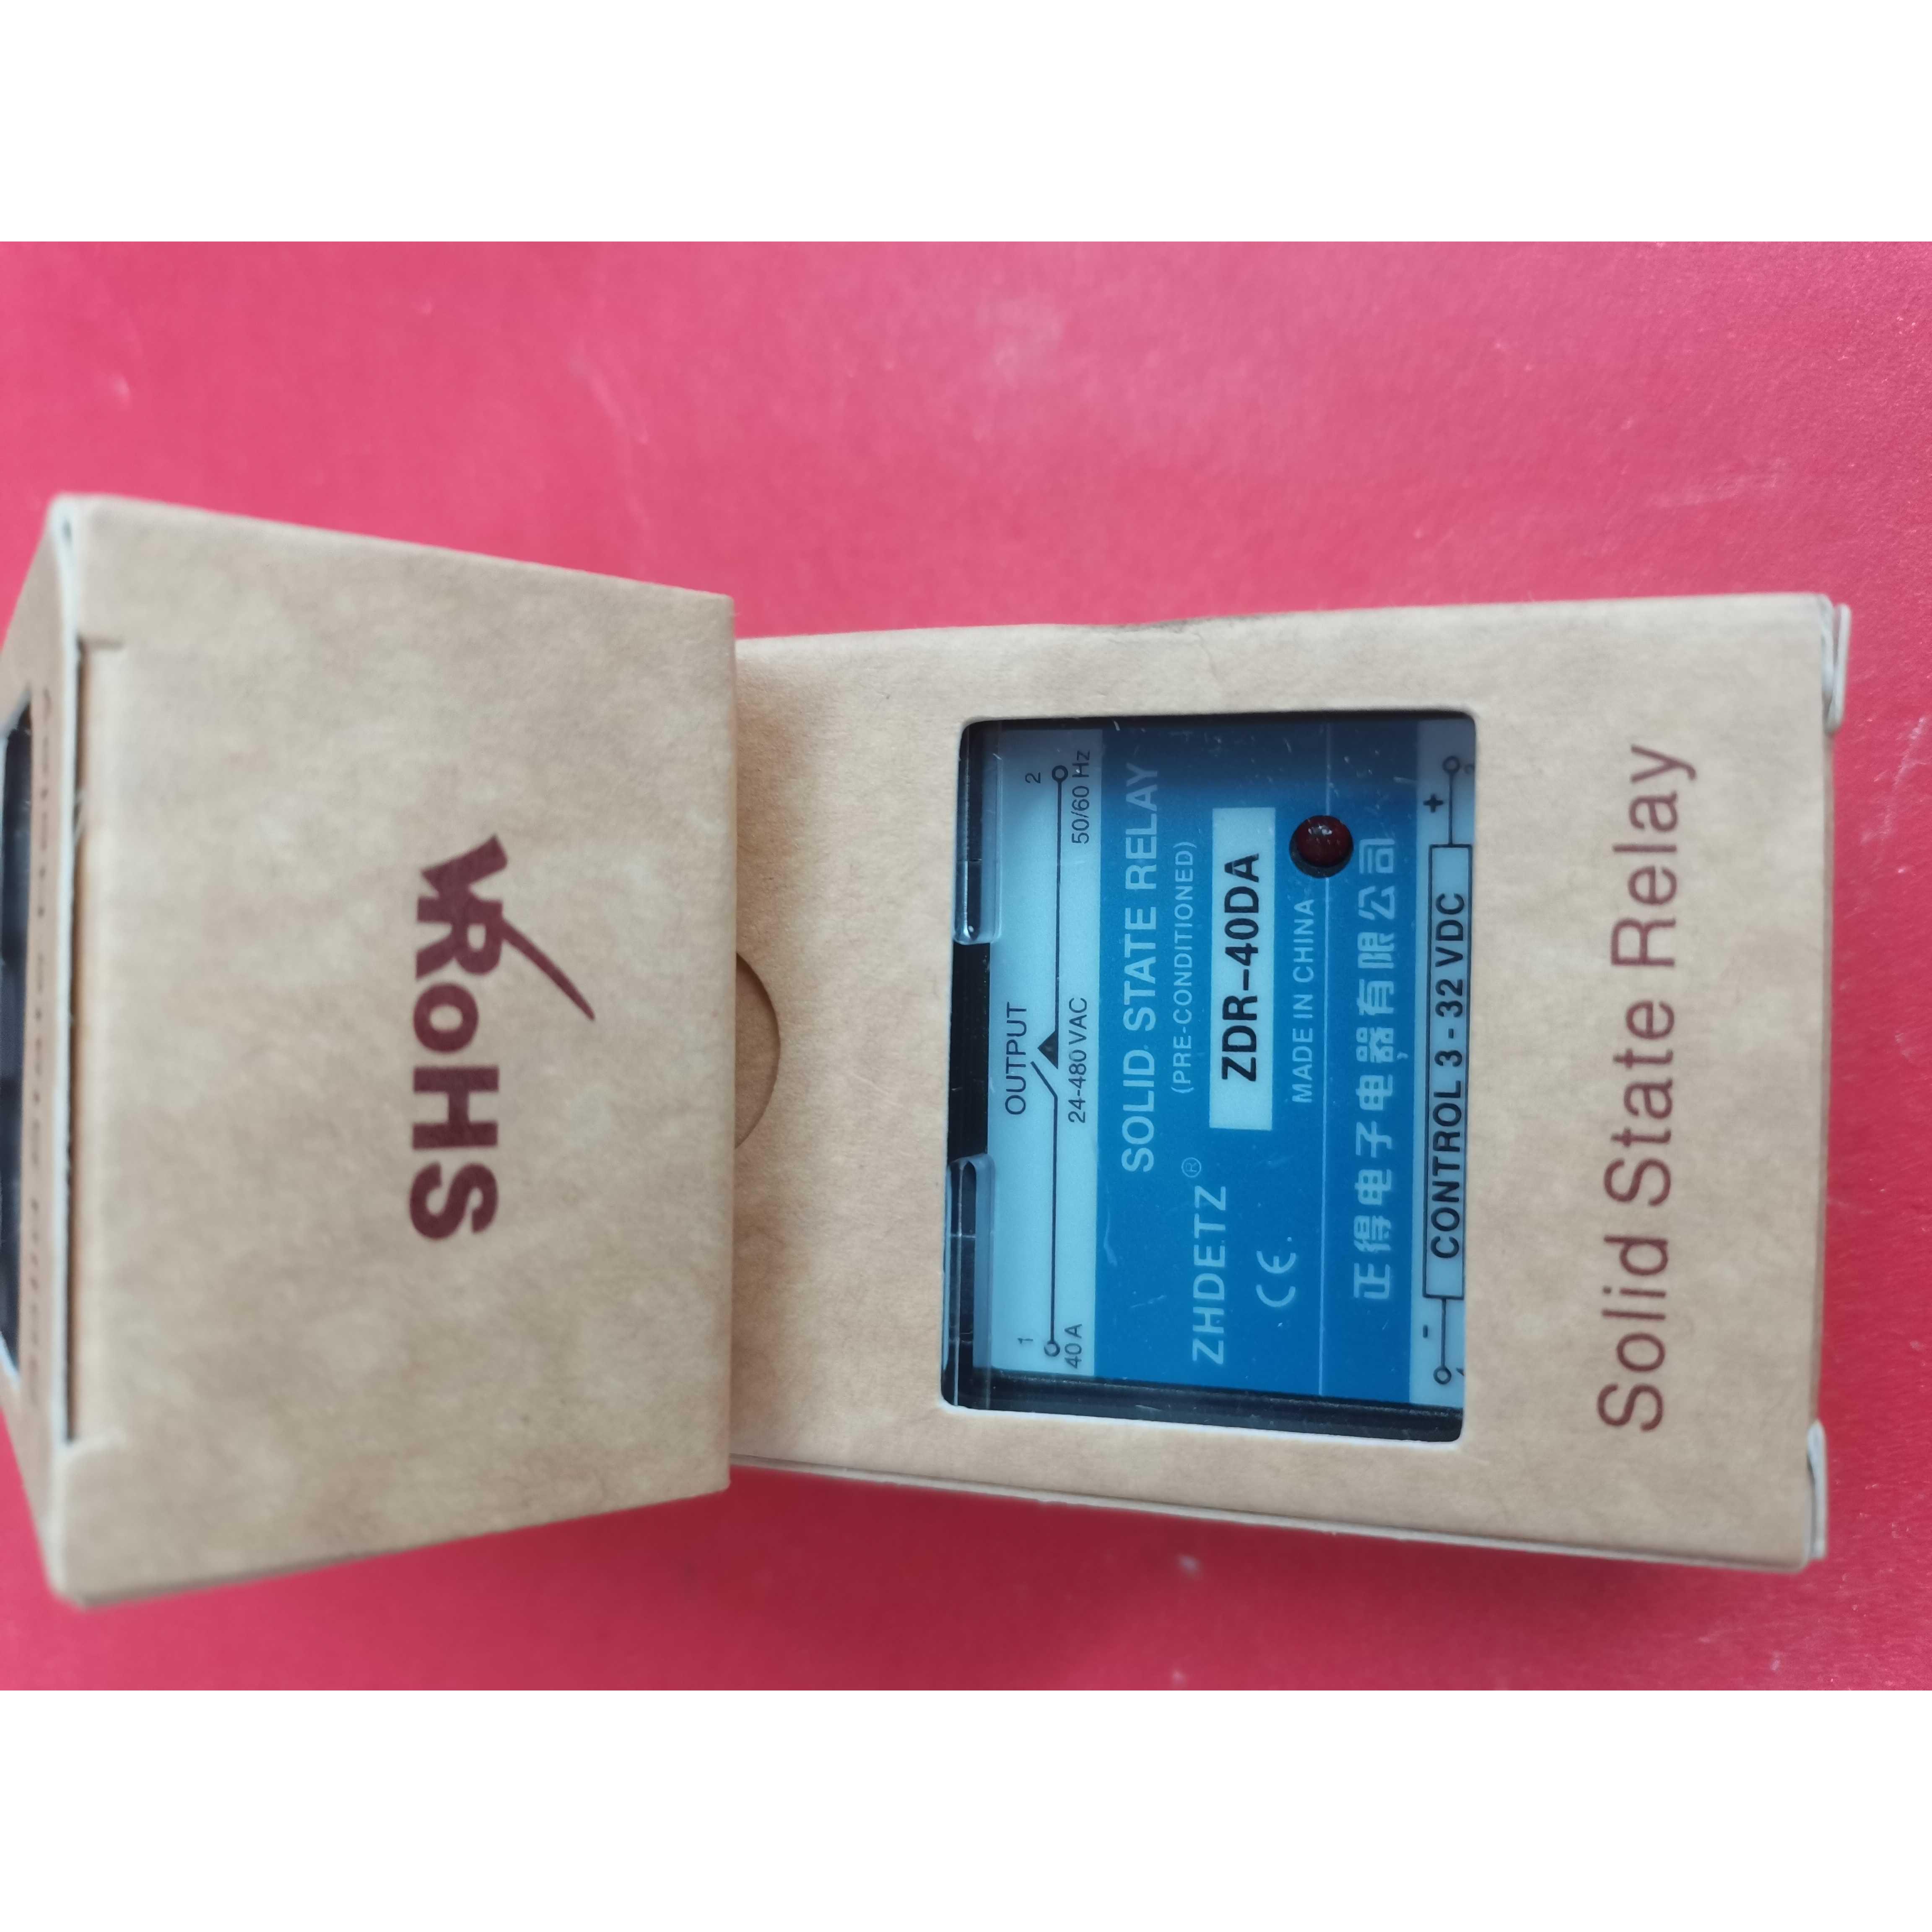 RoHS
OUTPUT
1 2
40 A 24-480 VAC 50/60 Hz
SOLID STATE RELAY
(PRE-CONDITIONED)
ZHDETZ®
ZDR-40DA
CE
MADE IN CHINA
正得电子电器有限公司
- CONTROL 3 - 32 VDC +
Solid State Relay